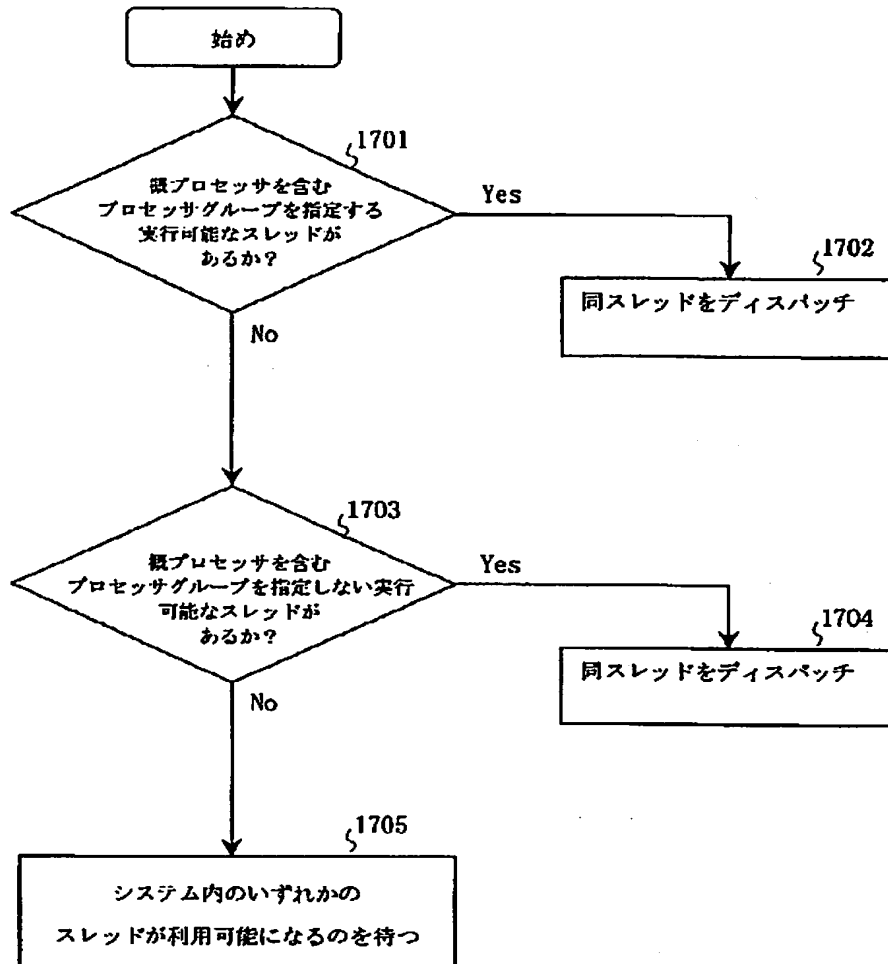 始め
1701
概プロセッサを含む
プロセッサグループを指定する
実行可能なスレッドが
あるか？
Yes
1702
同スレッドをディスパッチ
No
1703
概プロセッサを含む
プロセッサグループを指定しない実行
可能なスレッドが
あるか？
Yes
1704
同スレッドをディスパッチ
No
1705
システム内のいずれかの
スレッドが利用可能になるのを待つ